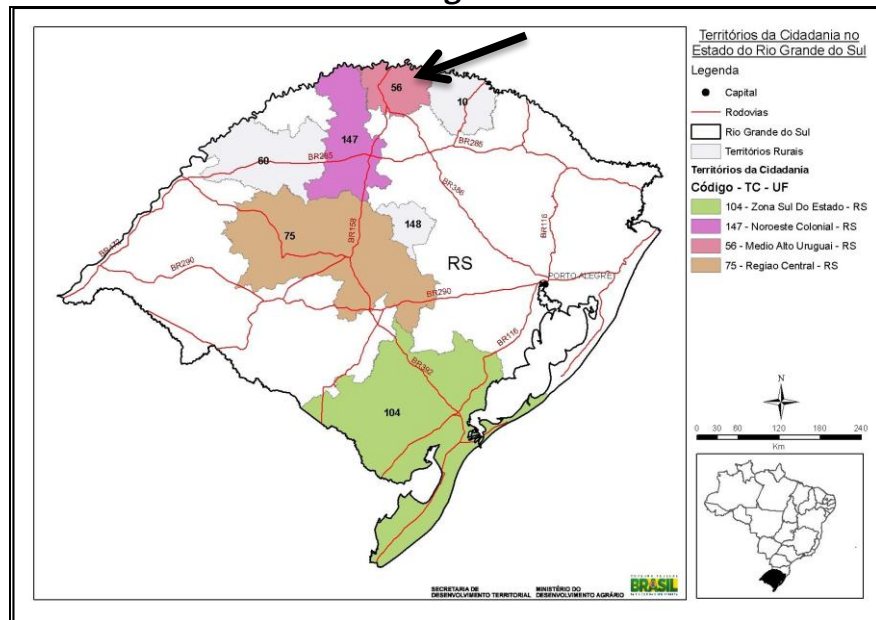 Territórios da Cidadania no
Estado do Rio Grande do Sul
Legenda
Capital
Rodovias
Rio Grande do Sul
Territórios Rurais
Territórios da Cidadania
Código - TC - UF
104 - Zona Sul Do Estado - RS
147 - Noroeste Colonial - RS
56 - Medio Alto Uruguai - RS
75 - Regiao Central - RS
56
10
147
60
BR285
BR285
BR386
148
75
BR158
BR116
BR472
BR290
RS
PORTO ALEGRE
BR290
BR116
BR392
104
N
0 30 60 120 180 240
Km
SECRETARIA DE
DESENVOLVIMENTO TERRITORIAL
MINISTÉRIO DO
DESENVOLVIMENTO AGRÁRIO
BRASIL